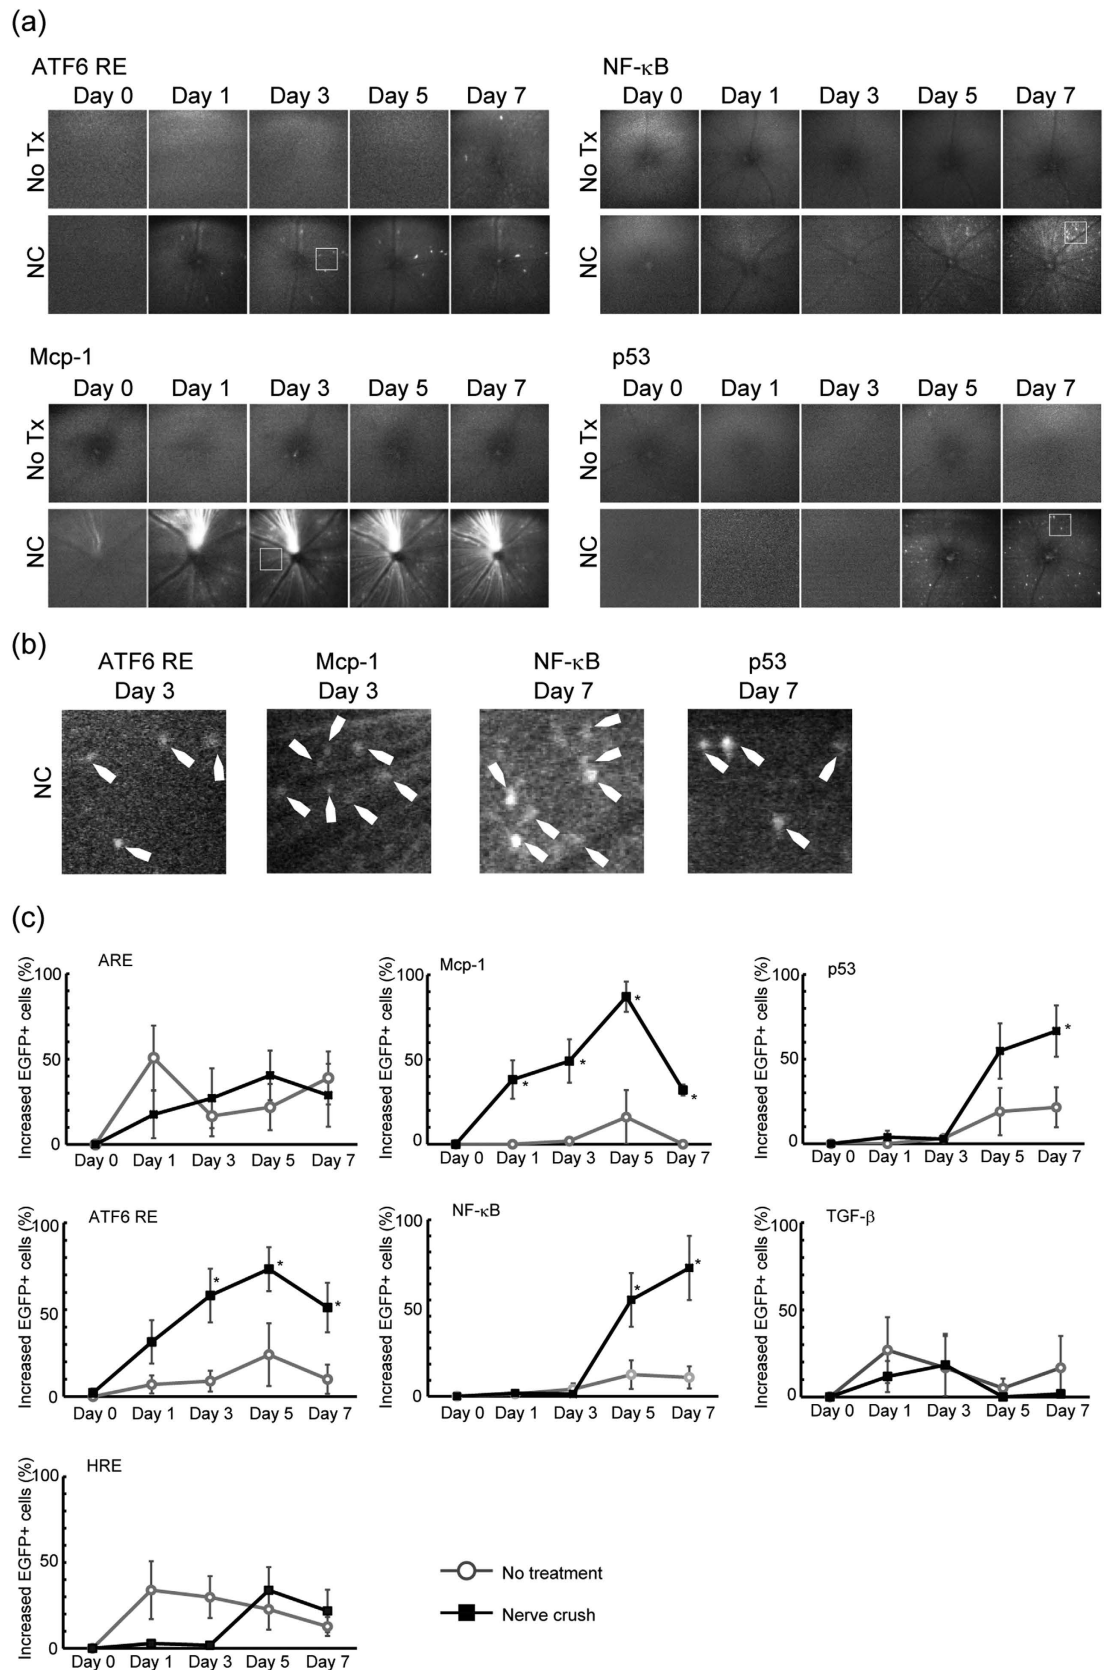 (a)
ATF6 RE
Day 0 Day 1 Day 3 Day 5 Day 7
No Tx
NC
NF-κB
Day 0 Day 1 Day 3 Day 5 Day 7
No Tx
NC
Mcp-1
Day 0 Day 1 Day 3 Day 5 Day 7
No Tx
NC
p53
Day 0 Day 1 Day 3 Day 5 Day 7
No Tx
NC
(b)
ATF6 RE
Day 3
Mcp-1
Day 3
NF-κB
Day 7
p53
Day 7
NC
(c)
ARE
Increased EGFP+ cells (%)
100
50
0
Day 0 Day 1 Day 3 Day 5 Day 7
Mcp-1
Increased EGFP+ cells (%)
100
50
0
* * * *
Day 0 Day 1 Day 3 Day 5 Day 7
p53
Increased EGFP+ cells (%)
100
50
0
*
Day 0 Day 1 Day 3 Day 5 Day 7
ATF6 RE
Increased EGFP+ cells (%)
100
50
0
* * *
Day 0 Day 1 Day 3 Day 5 Day 7
NF-κB
Increased EGFP+ cells (%)
100
50
0
* *
Day 0 Day 1 Day 3 Day 5 Day 7
TGF-β
Increased EGFP+ cells (%)
100
50
0
Day 0 Day 1 Day 3 Day 5 Day 7
HRE
Increased EGFP+ cells (%)
100
50
0
Day 0 Day 1 Day 3 Day 5 Day 7
No treatment
Nerve crush